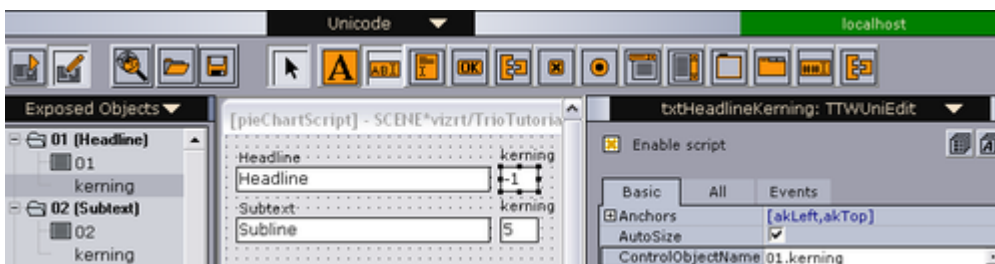 Unicode
localhost
A
ABI
OK
Exposed Objects
01 (Headline)
01
kerning
02 (Subtext)
02
kerning
[pieChartScript] - SCENE*vizrt/TrioTutoria
Headline
kerning
Headline
-1
Subtext
kerning
Subline
5
txtHeadlineKerning: TTWUniEdit
Enable script
A
Basic
All
Events
Anchors
[akLeft,akTop]
AutoSize
ControlObjectName
01.kerning